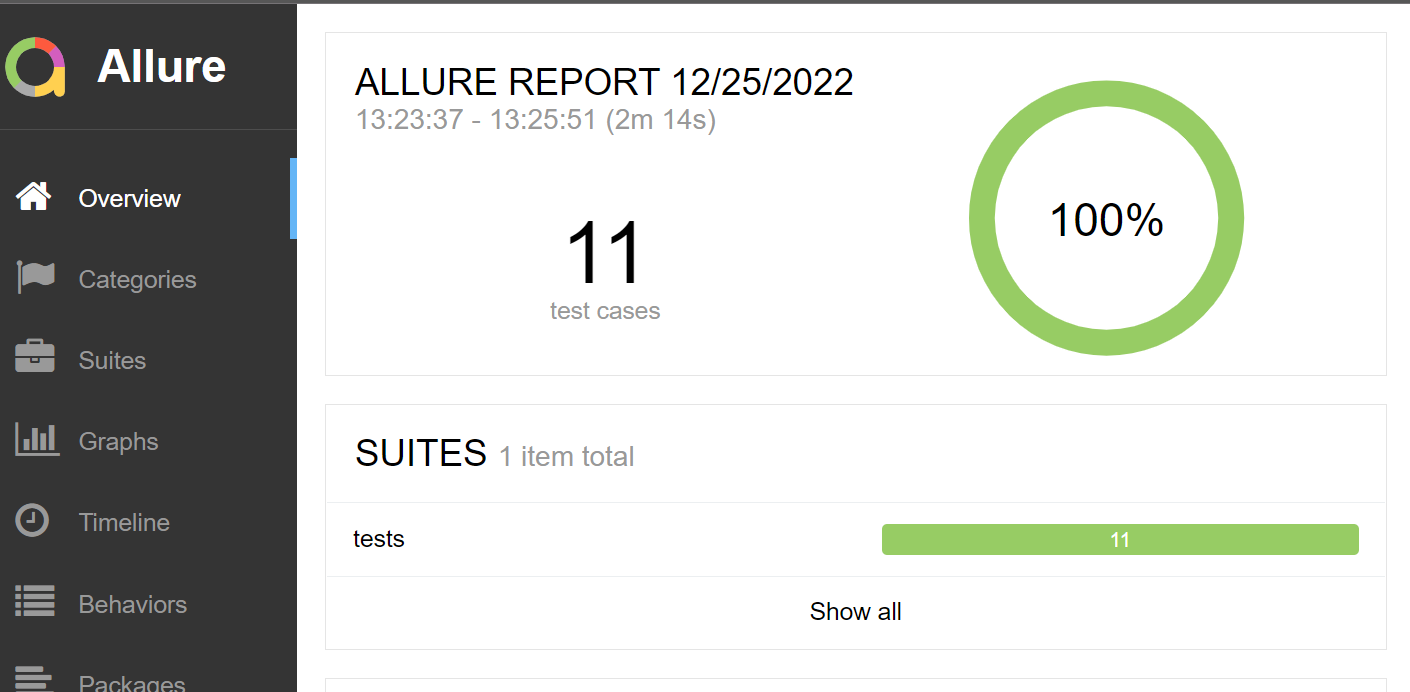 Allure
Overview
Categories
Suites
Graphs
Timeline
Behaviors
Packages
ALLURE REPORT 12/25/2022
13:23:37 - 13:25:51 (2m 14s)
11
test cases
100%
SUITES 1 item total
tests 11
Show all